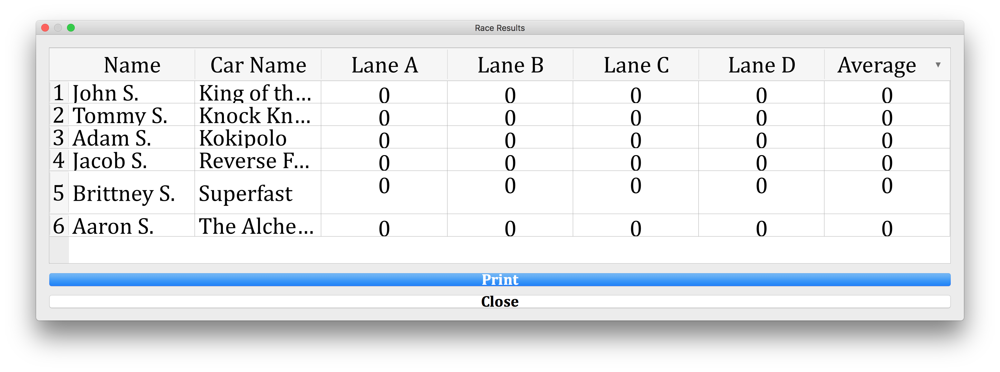 Race Results
Name Car Name Lane A Lane B Lane C Lane D Average ▼
1 John S. King of th... 0 0 0 0 0
2 Tommy S. Knock Kn... 0 0 0 0 0
3 Adam S. Kokipolo 0 0 0 0 0
4 Jacob S. Reverse F... 0 0 0 0 0
5 Brittney S. Superfast 0 0 0 0 0
6 Aaron S. The Alche... 0 0 0 0 0
Print
Close